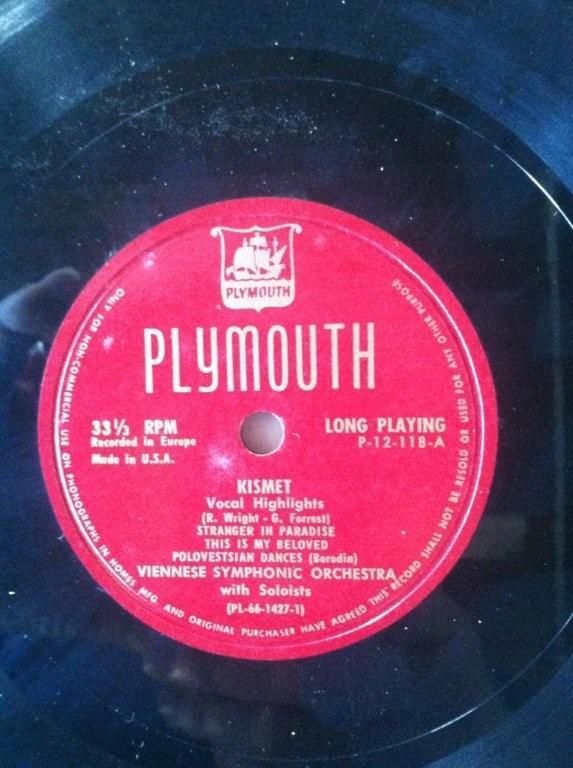 PLYMOUTH
PLYMOUTH
33⅓ RPM
Recorded in Europe
Made in U.S.A.
LONG PLAYING
P-12-118-A
KISMET
Vocal Highlights
(R. Wright - G. Forrest)
STRANGER IN PARADISE
THIS IS MY BELOVED
POLOVESTSIAN DANCES (Borodin)
VIENNESE SYMPHONIC ORCHESTRA
with Soloists
(PL-66-1427-1)
ONLY FOR NON-COMMERCIAL USE ON PHONOGRAPHS IN HOMES MFG. AND ORIGINAL PURCHASER HAVE AGREED THIS RECORD SHALL NOT BE RESOLD OR USED FOR ANY OTHER PURPOSE